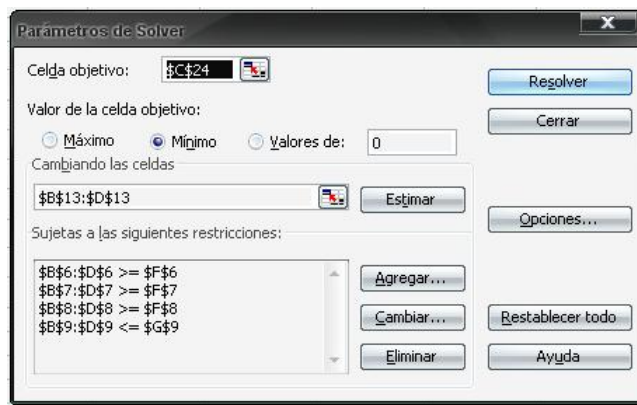 Parámetros de Solver
Celda objetivo: $C$24
Resolver
Valor de la celda objetivo:
Cerrar
Máximo Mínimo Valores de: 0
Cambiando las celdas
$B$13:$D$13 Estimar
Opciones...
Sujetas a las siguientes restricciones:
$B$6:$D$6 >= $F$6
$B$7:$D$7 >= $F$7
$B$8:$D$8 >= $F$8
$B$9:$D$9 <= $G$9
Agregar...
Cambiar...
Restablecer todo
Eliminar
Ayuda